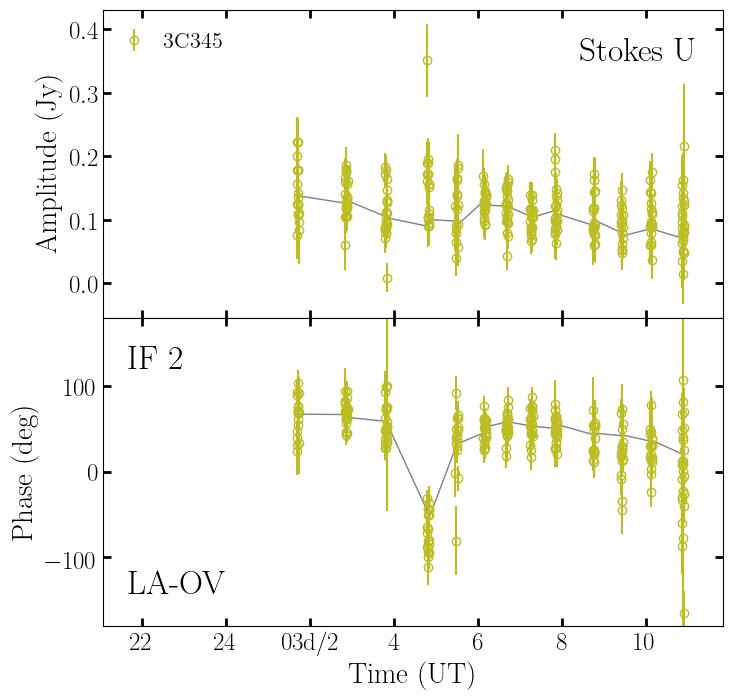 0.4
3C345
Stokes U
0.3
0.2
0.1
0.0
Amplitude (Jy)
IF 2
100
0
−100
Phase (deg)
LA-OV
22 24 03d/2 4 6 8 10
Time (UT)